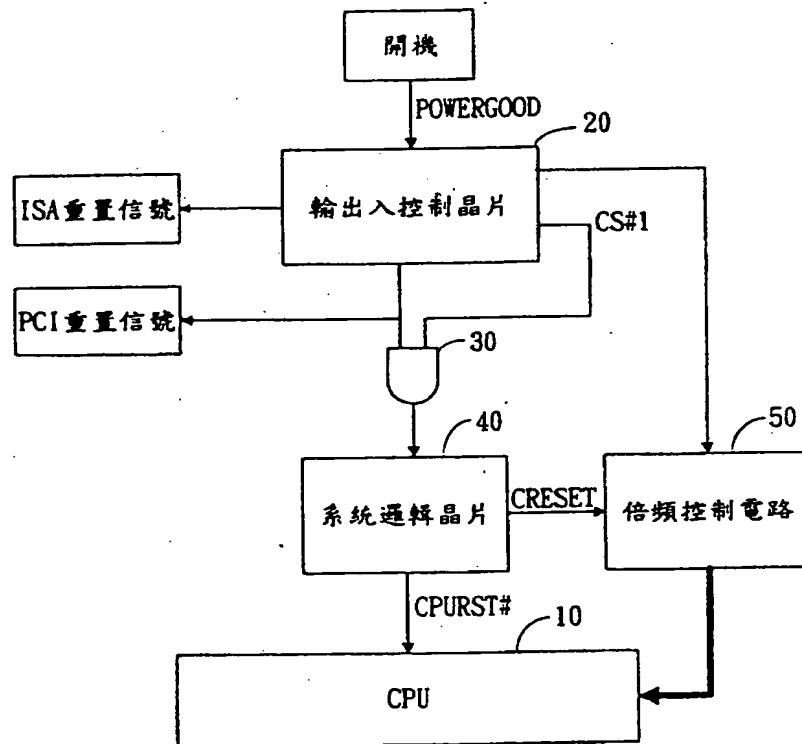 開機
POWERGOOD
20
輸出入控制晶片
ISA重置信號
CS#1
PCI重置信號
30
40
50
系統邏輯晶片
CRESET
倍頻控制電路
CPURST#
10
CPU